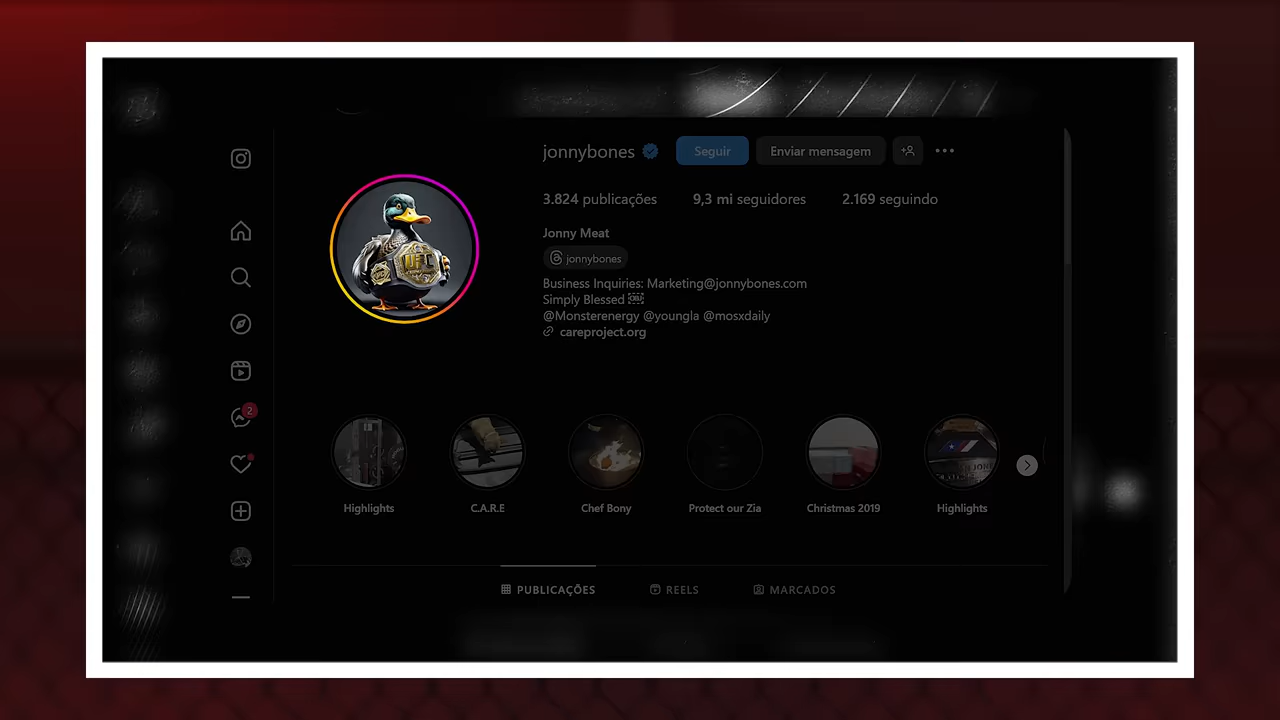 jonnybones Seguir Enviar mensagem
3.824 publicações 9,3 mi seguidores 2.169 seguindo
Jonny Meat
jonnybones
Business Inquiries: Marketing@jonnybones.com
Simply Blessed
@Monsterenergy @youngla @mosxdaily
careproject.org
2
UFC
Highlights C.A.R.E Chef Bony Protect our Zia Christmas 2019 Highlights
PUBLICAÇÕES REELS MARCADOS